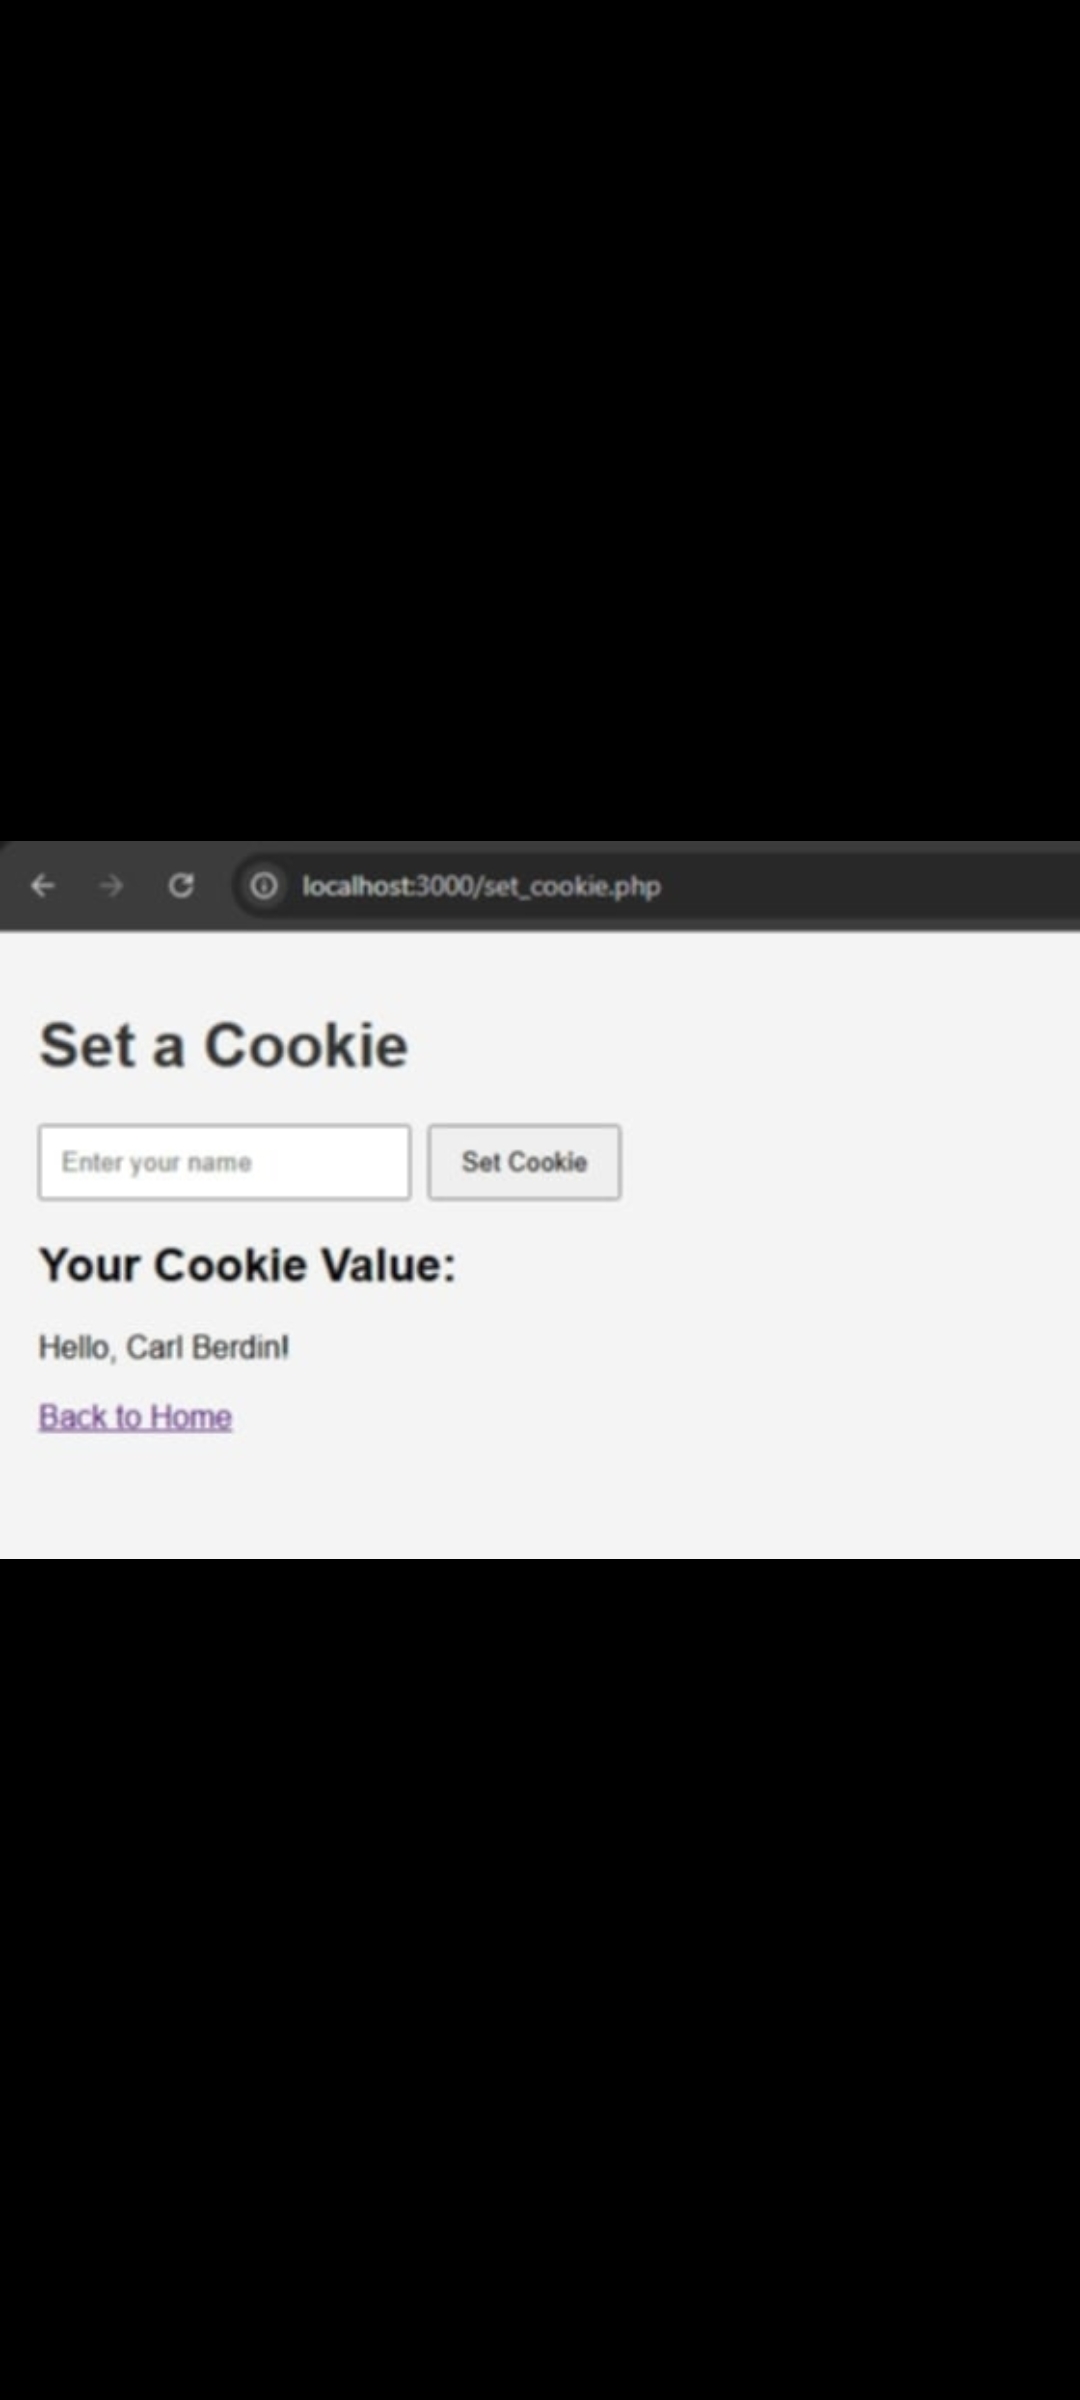 localhost:3000/set_cookie.php
Set a Cookie
Enter your name Set Cookie
Your Cookie Value:
Hello, Carl Berdin!
Back to Home